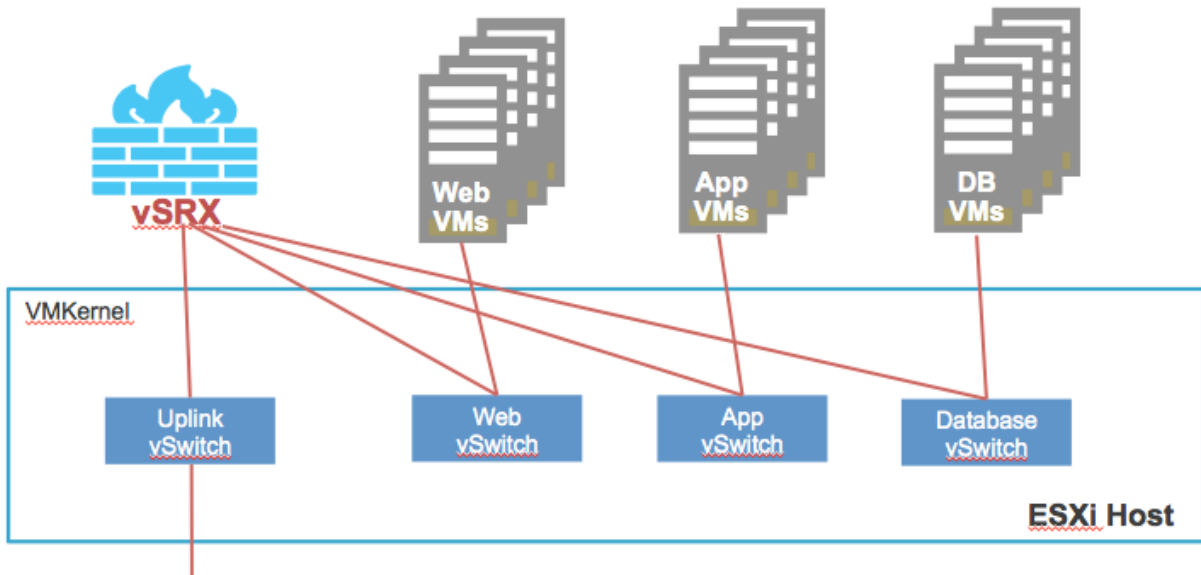 Web
VMs
App
VMs
DB
VMs
vSRX
VMKernel
Uplink
vSwitch
Web
vSwitch
App
vSwitch
Database
vSwitch
ESXi Host